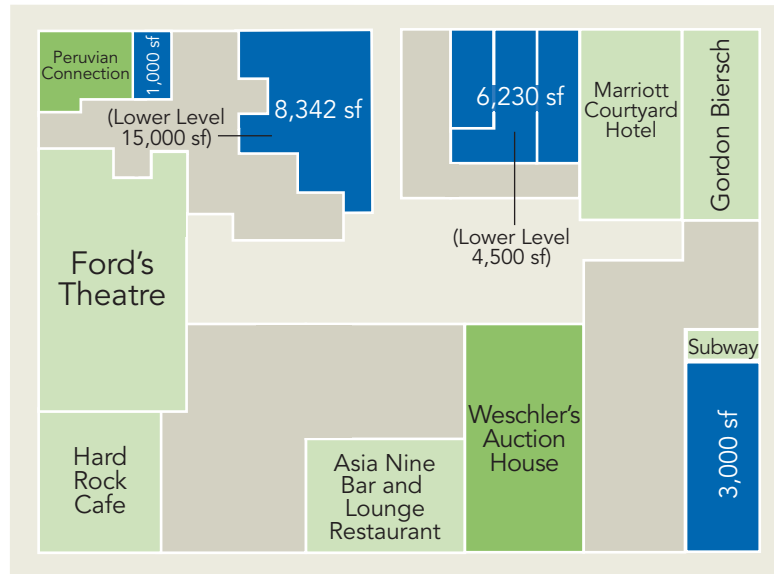 Peruvian
Connection
1,000 sf
(Lower Level
15,000 sf)
8,342 sf
6,230 sf
(Lower Level
4,500 sf)
Marriott
Courtyard
Hotel
Gordon Biersch
Ford's
Theatre
Subway
3,000 sf
Hard
Rock
Cafe
Asia Nine
Bar and
Lounge
Restaurant
Weschler's
Auction
House